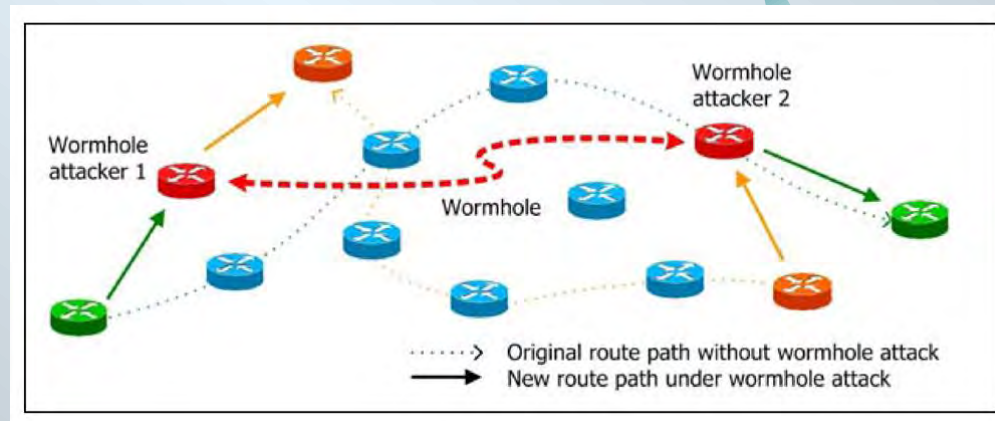 Wormhole
attacker 2
Wormhole
attacker 1
Wormhole
Original route path without wormhole attack
New route path under wormhole attack